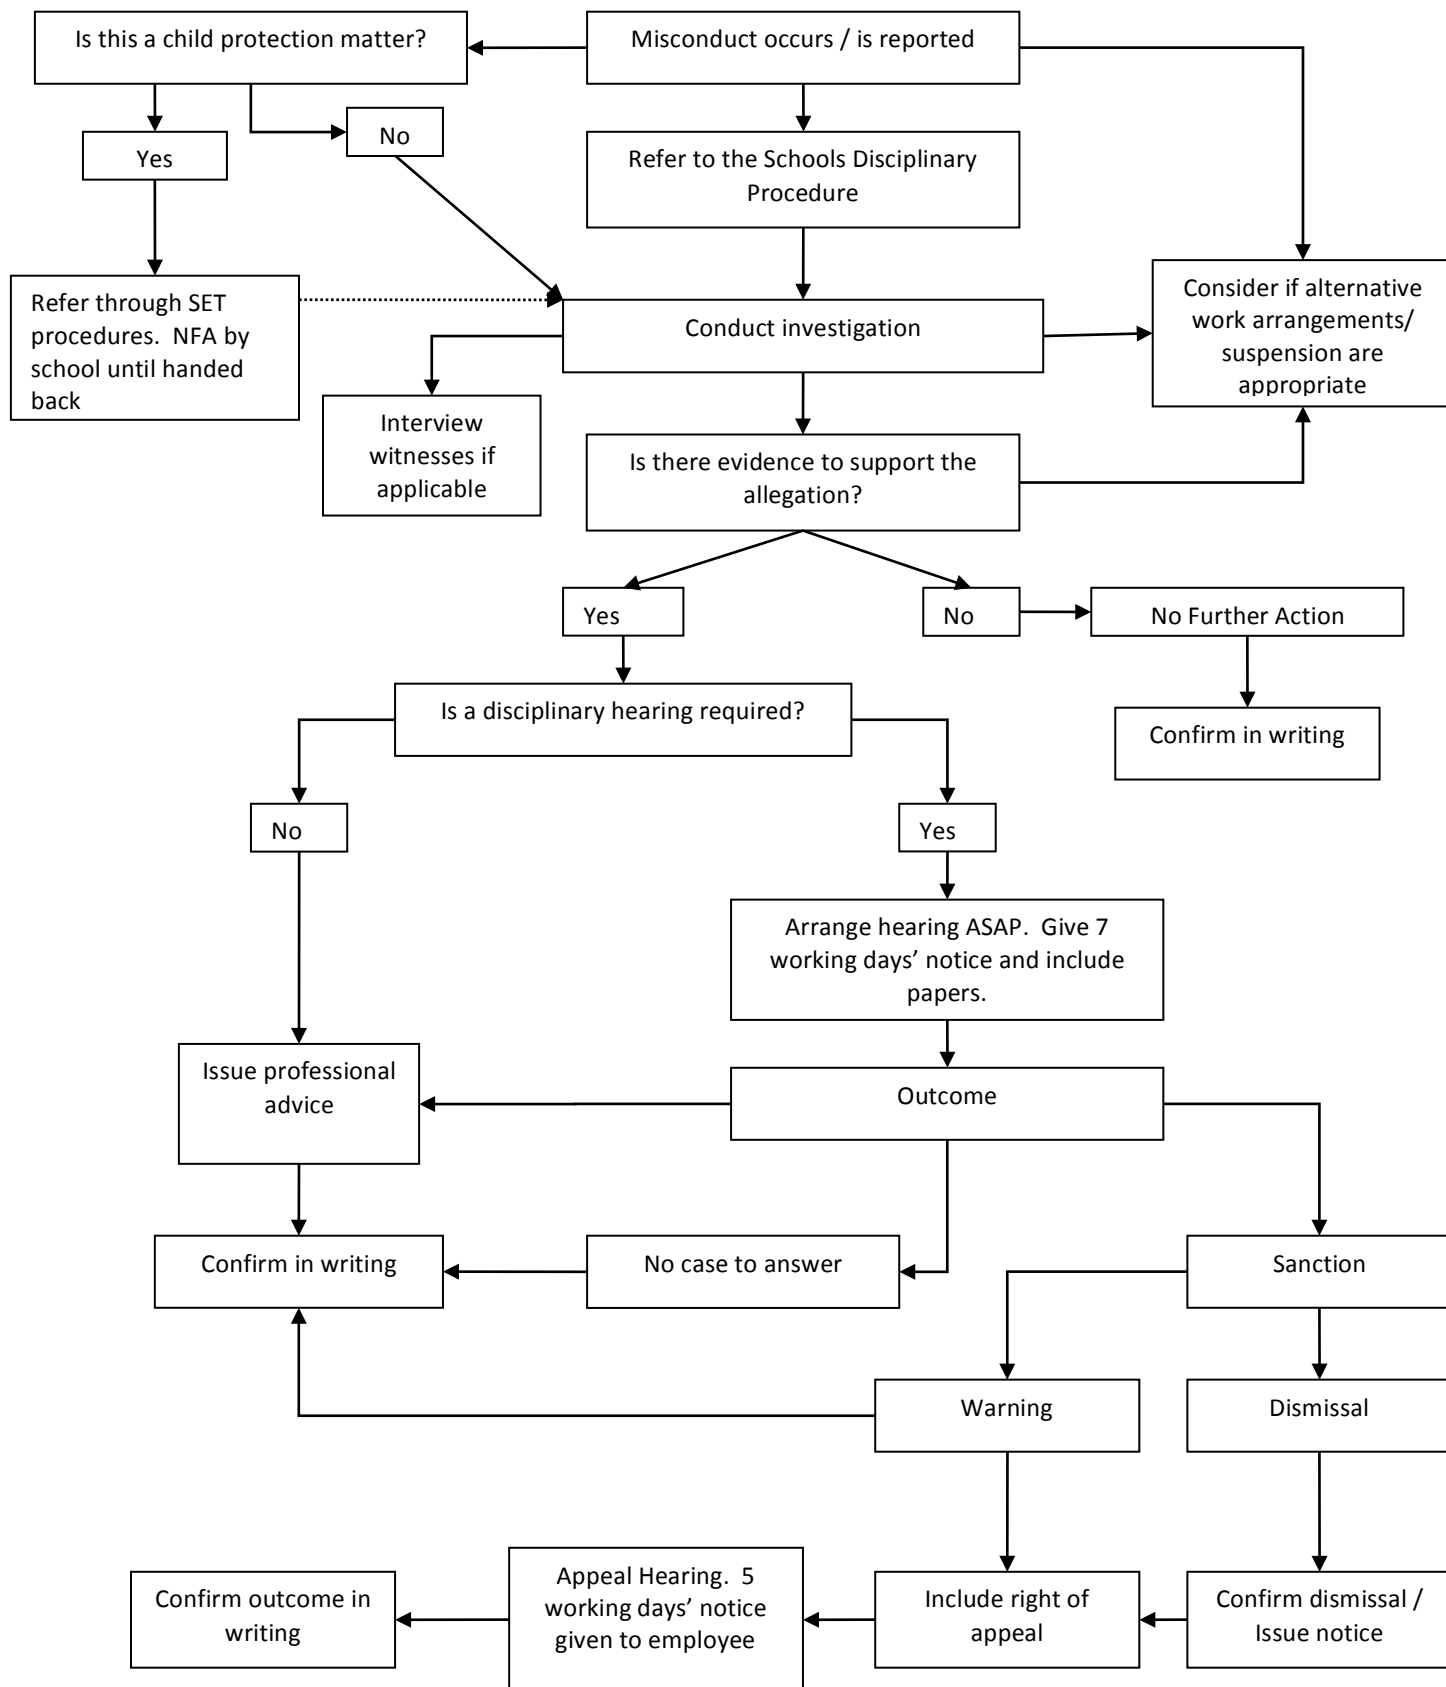 Is this a child protection matter?
Misconduct occurs / is reported
No
Yes
Refer to the Schools Disciplinary
Procedure
Refer through SET
procedures.  NFA by
school until handed
back
Conduct investigation
Consider if alternative
work arrangements/
suspension are
appropriate
Interview
witnesses if
applicable
Is there evidence to support the
allegation?
Yes
No
No Further Action
Is a disciplinary hearing required?
Confirm in writing
No
Yes
Arrange hearing ASAP.  Give 7
working days’ notice and include
papers.
Issue professional
advice
Outcome
Confirm in writing
No case to answer
Sanction
Warning
Dismissal
Confirm outcome in
writing
Appeal Hearing.  5
working days’ notice
given to employee
Include right of
appeal
Confirm dismissal /
Issue notice